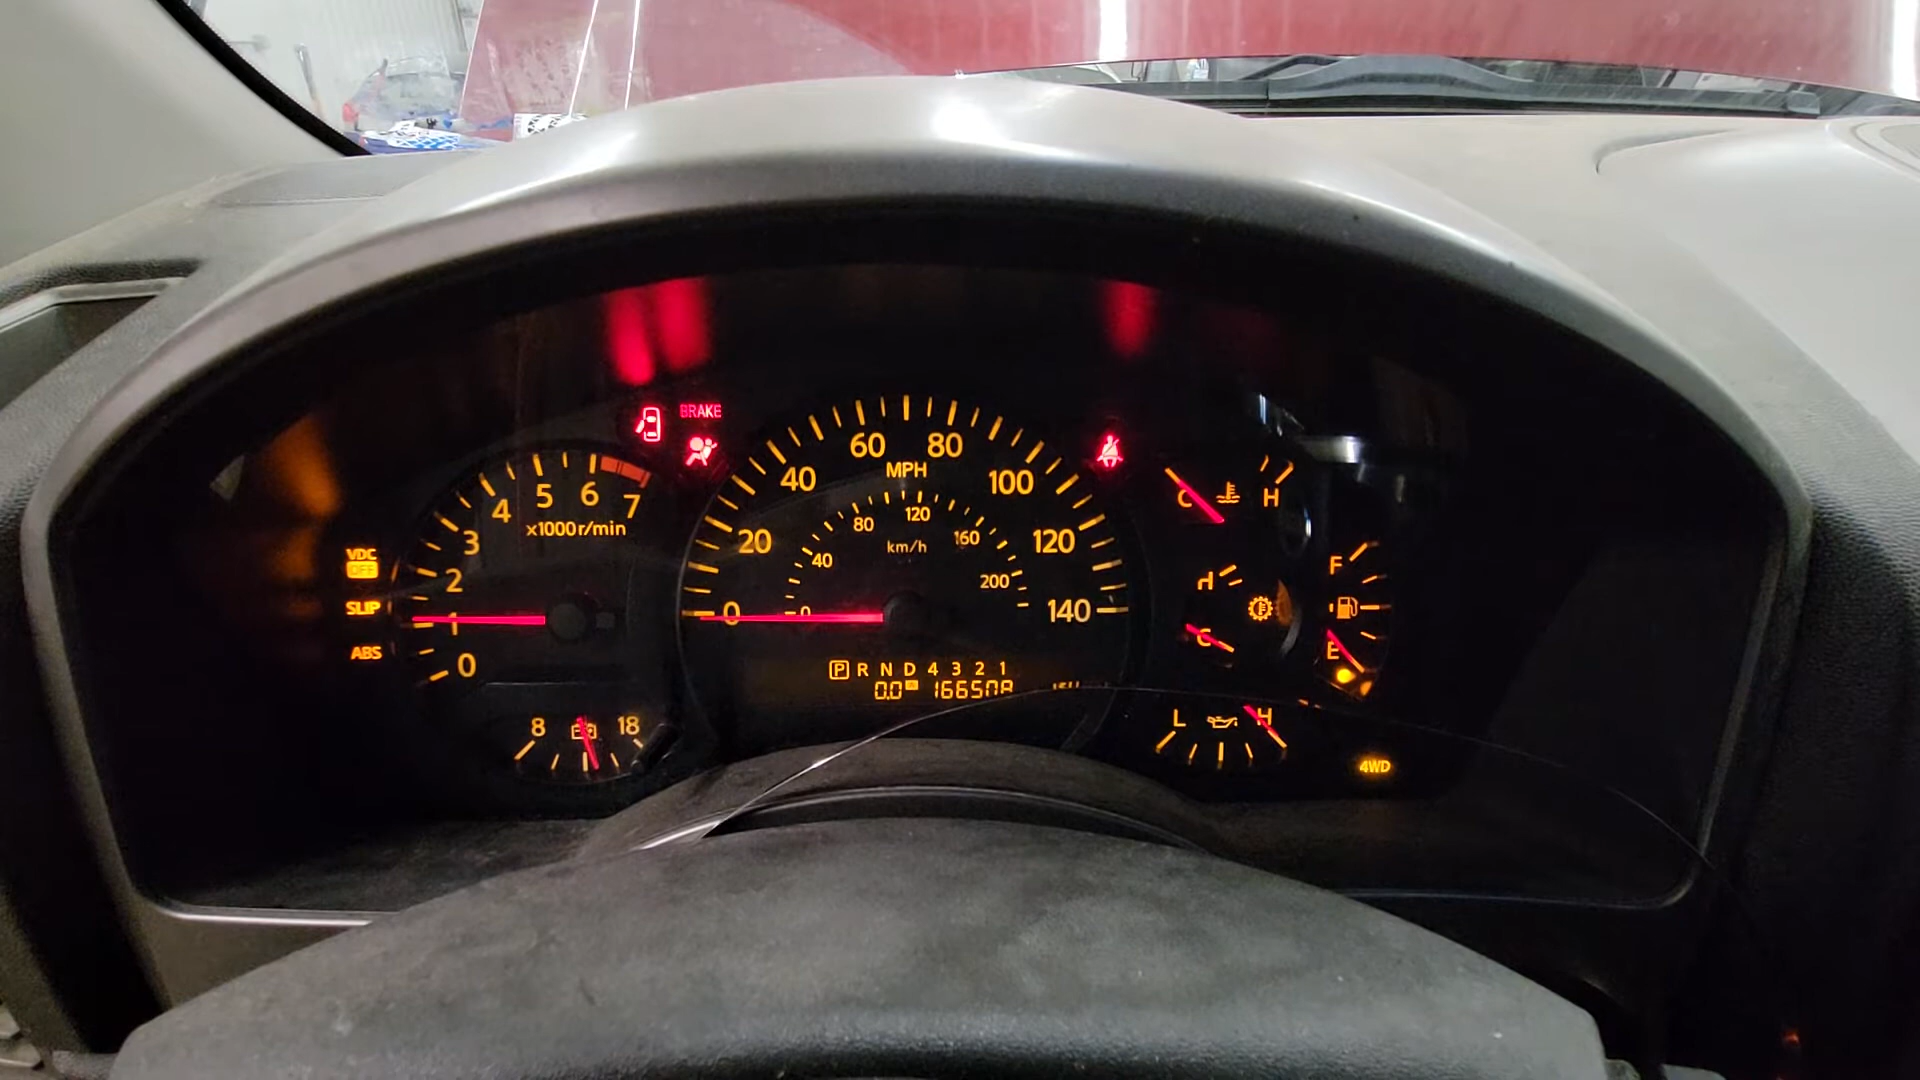 BRAKE
VDC
OFF
SLIP
ABS
0 1 2 3 4 5 6 7
x1000r/min
8 18
0 20 40 60 80 100 120 140
MPH
0 40 80 120 160 200
km/h
P R N D 4 3 2 1
0.0 166508
C H
H
C
F
E
L H
4WD